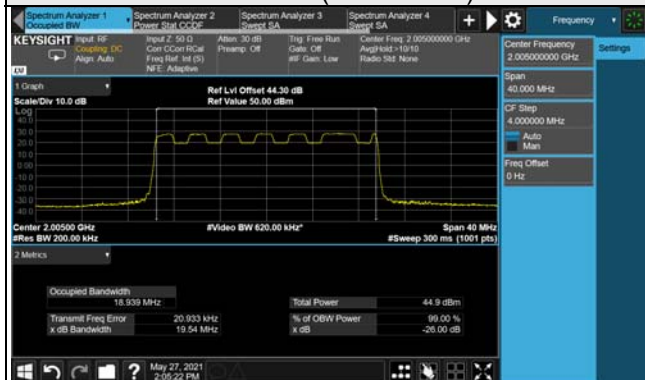 Spectrum Analyzer 1
Occupied BW
Spectrum Analyzer 2
Power Stat CCDF
Spectrum Analyzer 3
Swept SA
Spectrum Analyzer 4
Swept SA
+
Frequency
KEYSIGHT
Input: RF
Coupling: DC
Align: Auto
Input Z: 50 Ω
Corr CCorr RCal
Freq Ref: Int (S)
NFE: Adaptive
Atten: 30 dB
Preamp: Off
Trig: Free Run
Gate: Off
#IF Gain: Low
Center Freq: 2.005000000 GHz
Avg|Hold:>10/10
Radio Std: None
LXI
Center Frequency
2.005000000 GHz
Settings
Span
40.000 MHz
CF Step
4.000000 MHz
Auto
Man
Freq Offset
0 Hz
1 Graph
Scale/Div 10.0 dB
Ref Lvl Offset 44.30 dB
Ref Value 50.00 dBm
Log
40.0
30.0
20.0
10.0
0.00
-10.0
-20.0
-30.0
-40.0
Center 2.00500 GHz
#Res BW 200.00 kHz
#Video BW 620.00 kHz*
Span 40 MHz
#Sweep 300 ms (1001 pts)
2 Metrics
Occupied Bandwidth
18.939 MHz
Total Power 44.9 dBm
Transmit Freq Error 20.933 kHz
% of OBW Power 99.00 %
x dB Bandwidth 19.54 MHz
x dB -26.00 dB
?
May 27, 2021
2:05:22 PM